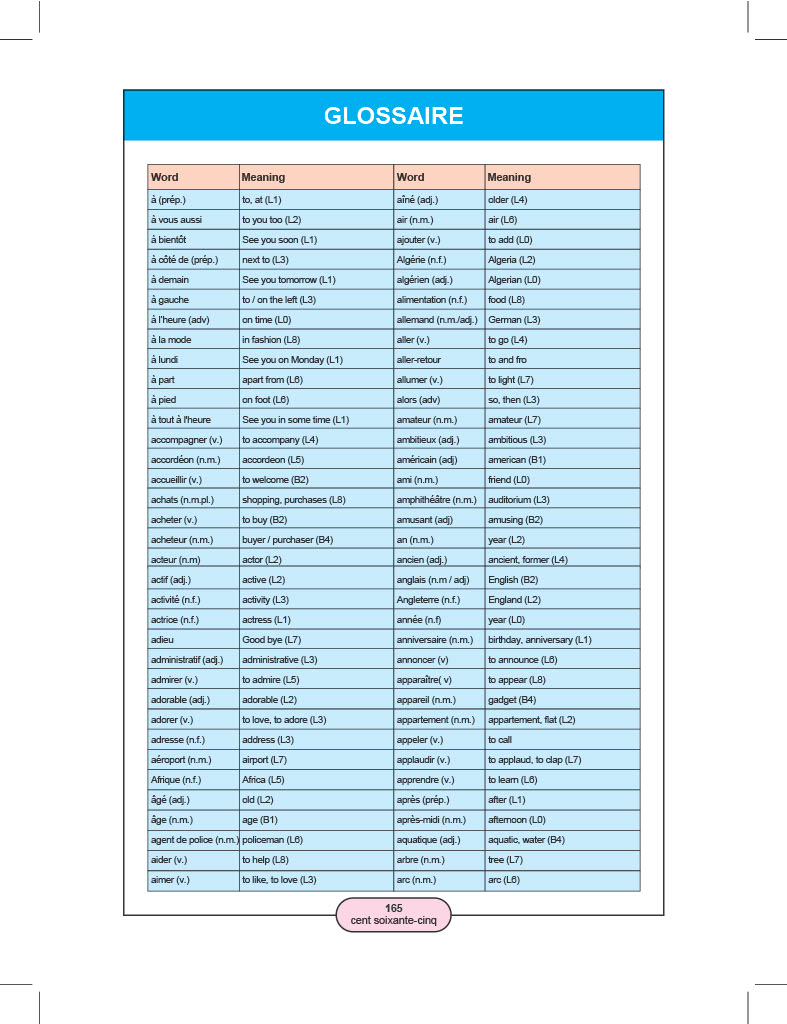 GLOSSAIRE
Word Meaning Word Meaning
à (prép.) to, at (L1) aîné (adj.) older (L4)
à vous aussi to you too (L2) air (n.m.) air (L6)
à bientôt See you soon (L1) ajouter (v.) to add (L0)
à côté de (prép.) next to (L3) Algérie (n.f.) Algeria (L2)
à demain See you tomorrow (L1) algérien (adj.) Algerian (L0)
à gauche to / on the left (L3) alimentation (n.f.) food (L8)
à l'heure (adv) on time (L0) allemand (n.m./adj.) German (L3)
à la mode in fashion (L8) aller (v.) to go (L4)
à lundi See you on Monday (L1) aller-retour to and fro
à part apart from (L6) allumer (v.) to light (L7)
à pied on foot (L6) alors (adv) so, then (L3)
à tout à l'heure See you in some time (L1) amateur (n.m.) amateur (L7)
accompagner (v.) to accompany (L4) ambitieux (adj.) ambitious (L3)
accordéon (n.m.) accordeon (L5) américain (adj) american (B1)
accueillir (v.) to welcome (B2) ami (n.m.) friend (L0)
achats (n.m.pl.) shopping, purchases (L8) amphithéâtre (n.m.) auditorium (L3)
acheter (v.) to buy (B2) amusant (adj) amusing (B2)
acheteur (n.m.) buyer / purchaser (B4) an (n.m.) year (L2)
acteur (n.m) actor (L2) ancien (adj.) ancient, former (L4)
actif (adj.) active (L2) anglais (n.m / adj) English (B2)
activité (n.f.) activity (L3) Angleterre (n.f.) England (L2)
actrice (n.f.) actress (L1) année (n.f) year (L0)
adieu Good bye (L7) anniversaire (n.m.) birthday, anniversary (L1)
administratif (adj.) administrative (L3) annoncer (v) to announce (L6)
admirer (v.) to admire (L5) apparaître( v) to appear (L8)
adorable (adj.) adorable (L2) appareil (n.m.) gadget (B4)
adorer (v.) to love, to adore (L3) appartement (n.m.) appartement, flat (L2)
adresse (n.f.) address (L3) appeler (v.) to call
aéroport (n.m.) airport (L7) applaudir (v.) to applaud, to clap (L7)
Afrique (n.f.) Africa (L5) apprendre (v.) to learn (L6)
âgé (adj.) old (L2) après (prép.) after (L1)
âge (n.m.) age (B1) après-midi (n.m.) afternoon (L0)
agent de police (n.m.) policeman (L6) aquatique (adj.) aquatic, water (B4)
aider (v.) to help (L8) arbre (n.m.) tree (L7)
aimer (v.) to like, to love (L3) arc (n.m.) arc (L6)
165
cent soixante-cinq